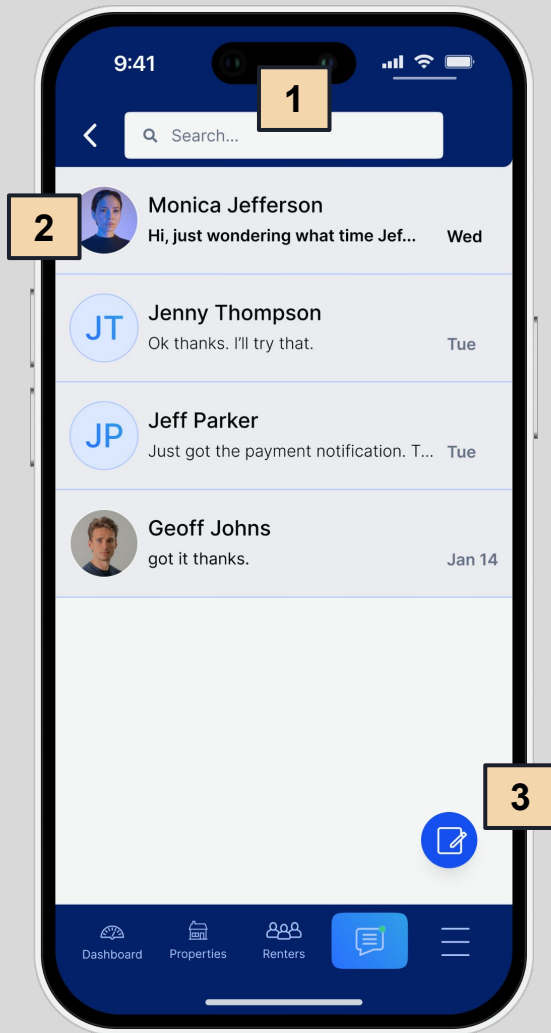 9:41
1
Search...
2
Monica Jefferson
Hi, just wondering what time Jef... Wed
JT
Jenny Thompson
Ok thanks. I'll try that. Tue
JP
Jeff Parker
Just got the payment notification. T... Tue
Geoff Johns
got it thanks. Jan 14
3
Dashboard Properties Renters